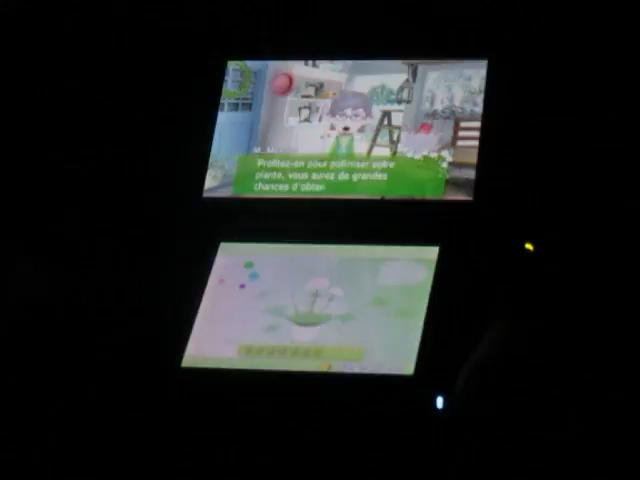 Profitez-en pour polliniser votre
plante, vous aurez de grandes
chances d'obten